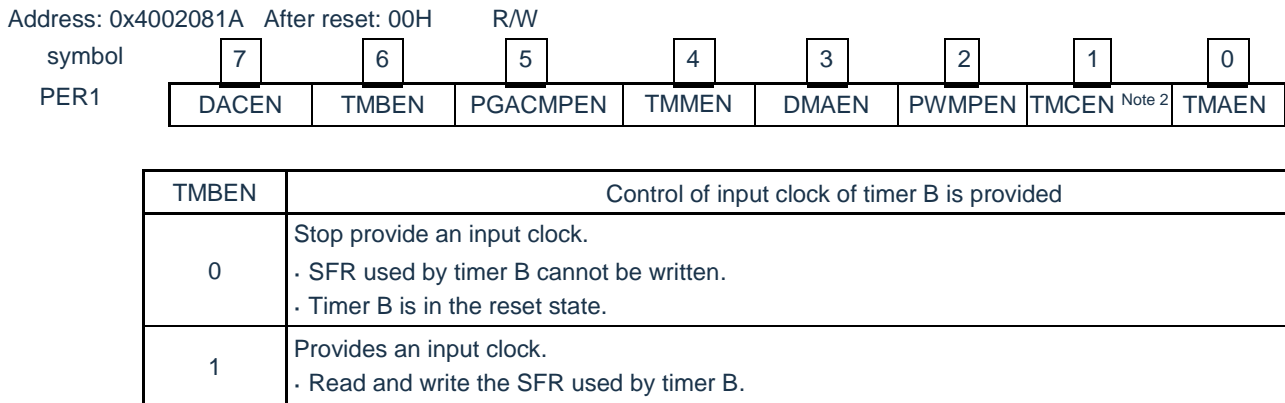 Address: 0x4002081A After reset: 00H R/W
symbol 7 6 5 4 3 2 1 0
PER1 DACEN TMBEN PGACMPEN TMMEN DMAEN PWMPEN TMCEN Note 2 TMAEN
TMBEN Control of input clock of timer B is provided
Stop provide an input clock.
0 · SFR used by timer B cannot be written.
· Timer B is in the reset state.
1 Provides an input clock.
· Read and write the SFR used by timer B.